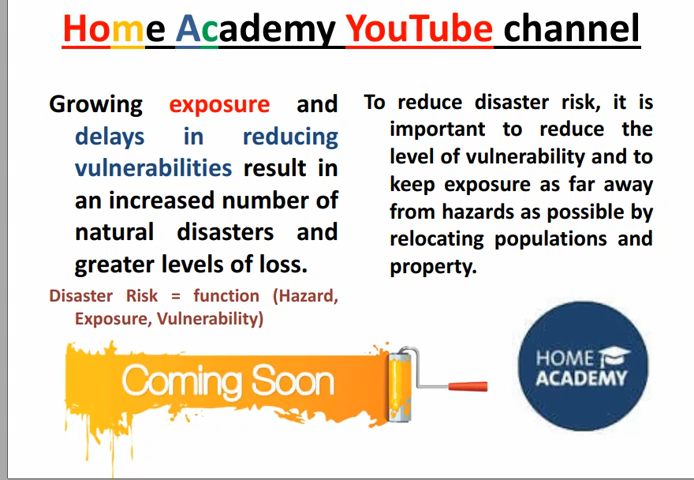 Home Academy YouTube channel
Growing exposure and
delays in reducing
vulnerabilities result in
an increased number of
natural disasters and
greater levels of loss.
Disaster Risk = function (Hazard,
Exposure, Vulnerability)
To reduce disaster risk, it is
important to reduce the
level of vulnerability and to
keep exposure as far away
from hazards as possible by
relocating populations and
property.
Coming Soon
HOME
ACADEMY